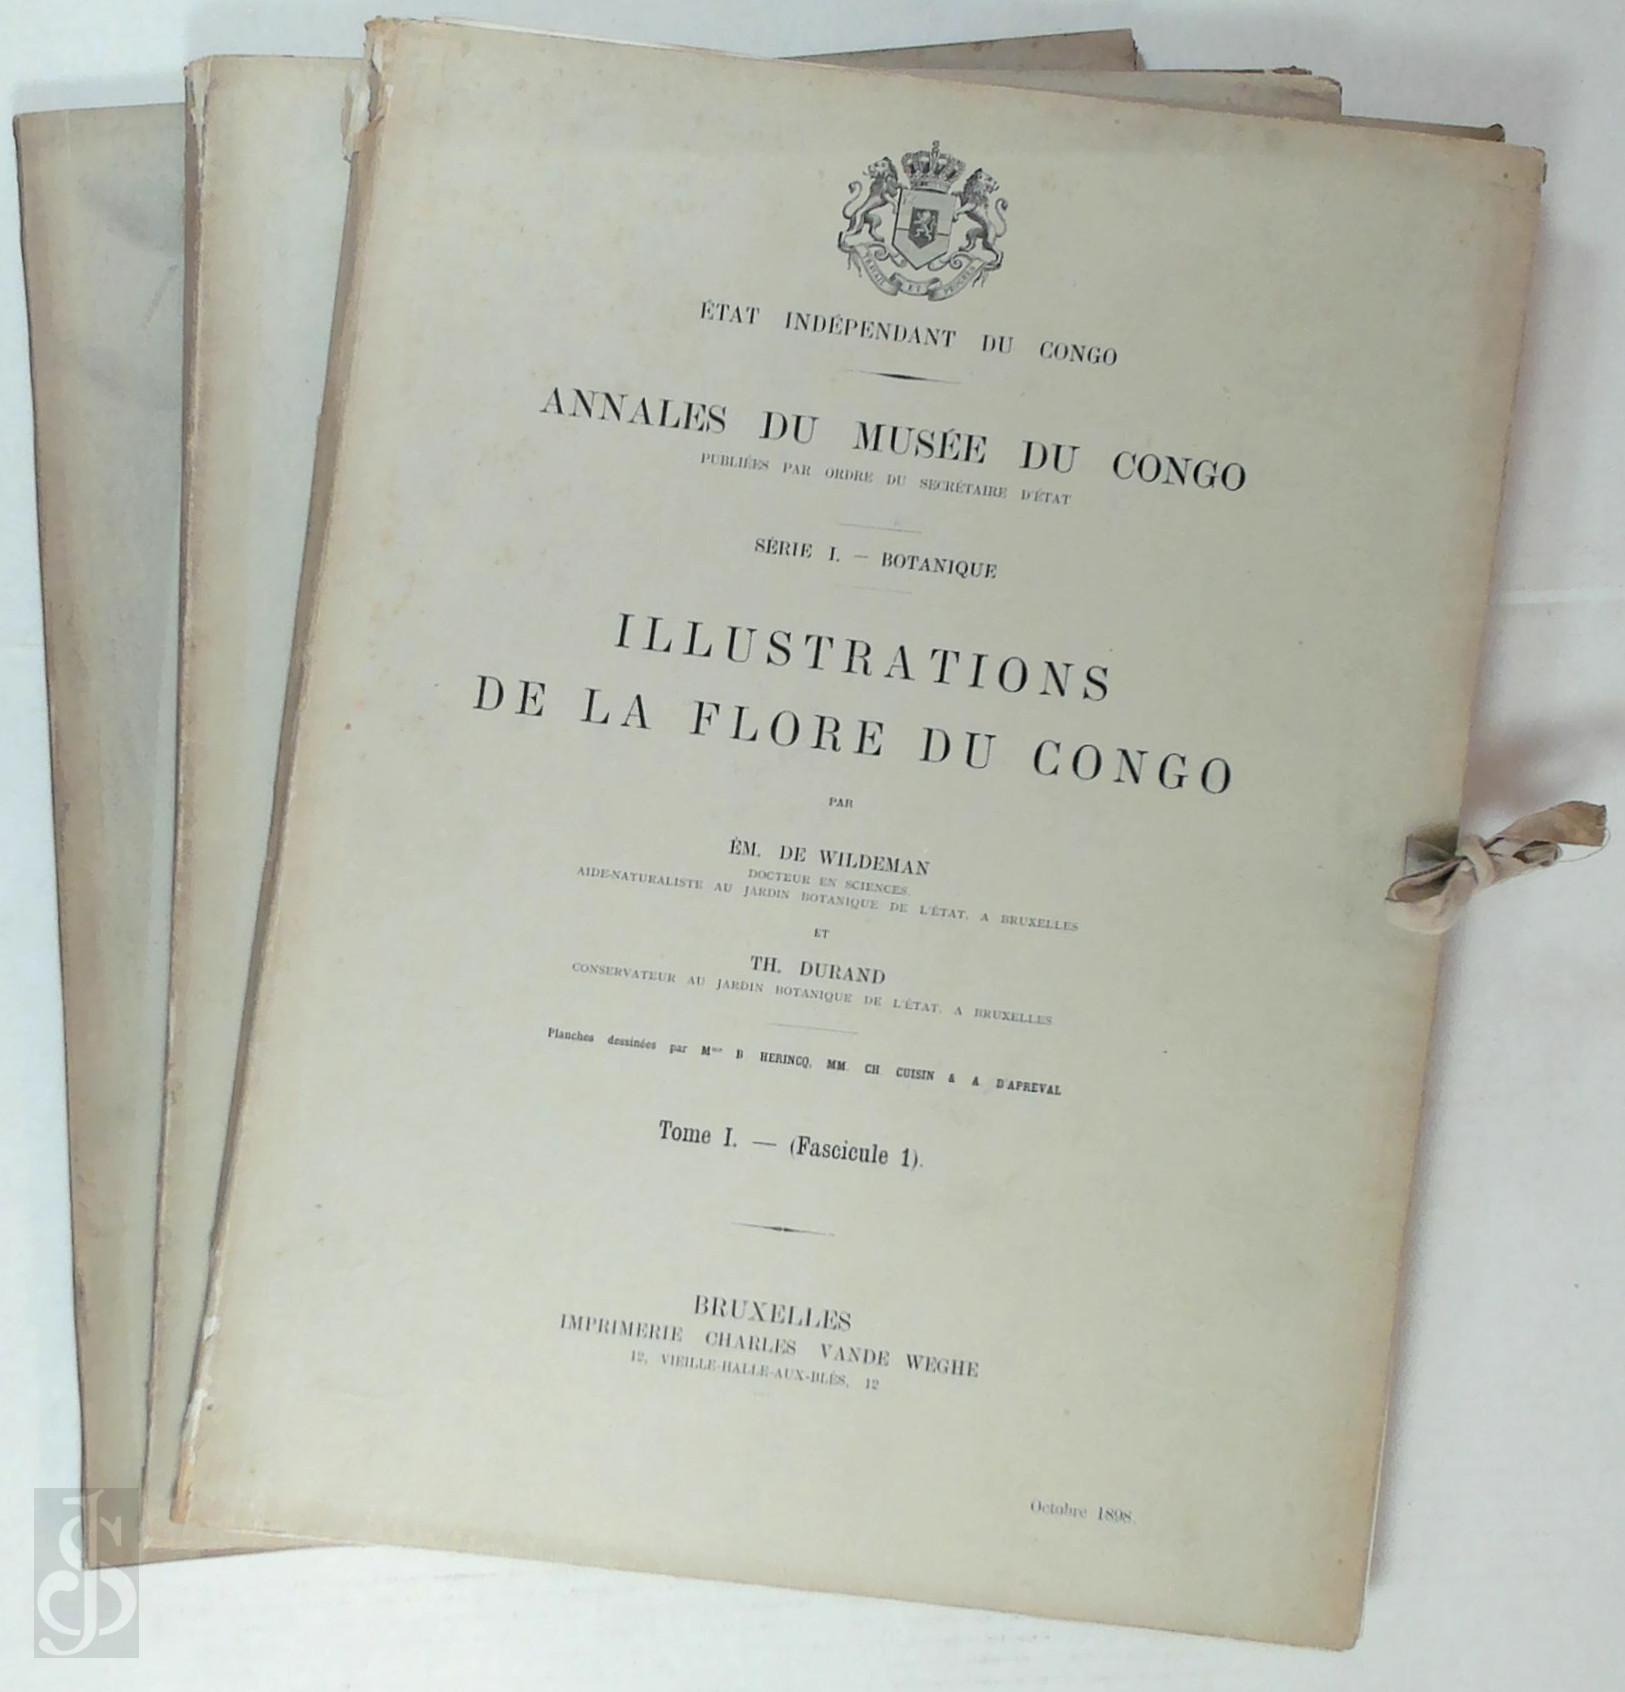 TRAVAIL ET PROGRÈS
ÉTAT INDÉPENDANT DU CONGO
ANNALES DU MUSÉE DU CONGO
PUBLIÉES PAR ORDRE DU SECRÉTAIRE D'ÉTAT
SÉRIE I. — BOTANIQUE
ILLUSTRATIONS
DE LA FLORE DU CONGO
PAR
ÉM. DE WILDEMAN
DOCTEUR EN SCIENCES,
AIDE-NATURALISTE AU JARDIN BOTANIQUE DE L'ÉTAT, A BRUXELLES
ET
TH. DURAND
CONSERVATEUR AU JARDIN BOTANIQUE DE L'ÉTAT, A BRUXELLES
Planches dessinées par Mme B HERINCQ, MM. CH CUISIN & A D'APREVAL
Tome I. — (Fascicule 1).
BRUXELLES
IMPRIMERIE CHARLES VANDE WEGHE
12, VIEILLE-HALLE-AUX-BLÉS, 12
Octobre 1898.